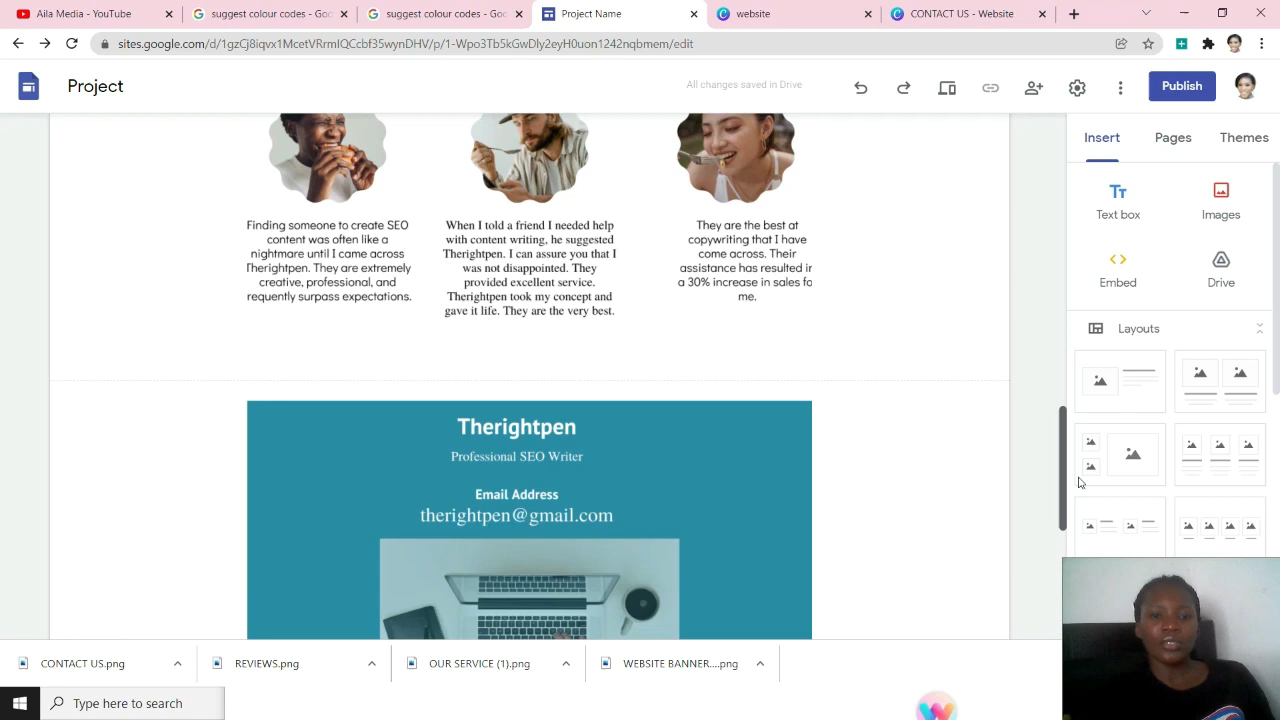 Aila Media - YouTube
suggest colour codes - Goo
suggest colour codes - Goo
Project Name
website
CONTACT US - Website
sites.google.com/d/1gzCj8iqvx1McetVRrmIQCcbf35wynDHV/p/1-Wpo3Tb5kGwDly2eyH0uon1242nqbmem/edit
Project
All changes saved in Drive
Publish
Insert
Pages
Themes
Text box
Images
Embed
Drive
Layouts
Finding someone to create SEO
content was often like a
nightmare until I came across
Therightpen. They are extremely
creative, professional, and
requently surpass expectations.
When I told a friend I needed help
with content writing, he suggested
Therightpen. I can assure you that I
was not disappointed. They
provided excellent service.
Therightpen took my concept and
gave it life. They are the very best.
They are the best at
copywriting that I have
come across. Their
assistance has resulted in
a 30% increase in sales fo
me.
Therightpen
Professional SEO Writer
Email Address
therightpen@gmail.com
CONTACT US.png
REVIEWS.png
OUR SERVICE (1).png
WEBSITE BANNER....png
Type here to search